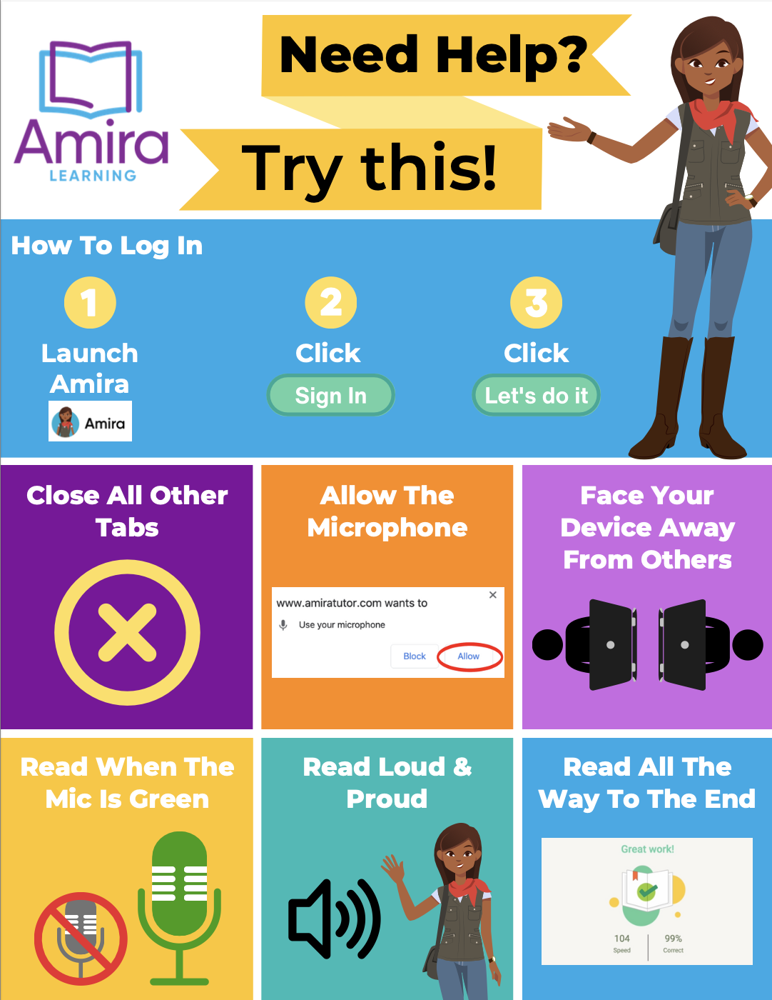 Amira
LEARNING
Need Help?
Try this!
How To Log In
1
Launch
Amira
Amira
2
Click
Sign In
3
Click
Let's do it
Close All Other
Tabs
Allow The
Microphone
www.amiratutor.com wants to
Use your microphone
Block
Allow
Face Your
Device Away
From Others
Read When The
Mic Is Green
Read Loud &
Proud
Read All The
Way To The End
Great work!
104
Speed
99%
Correct